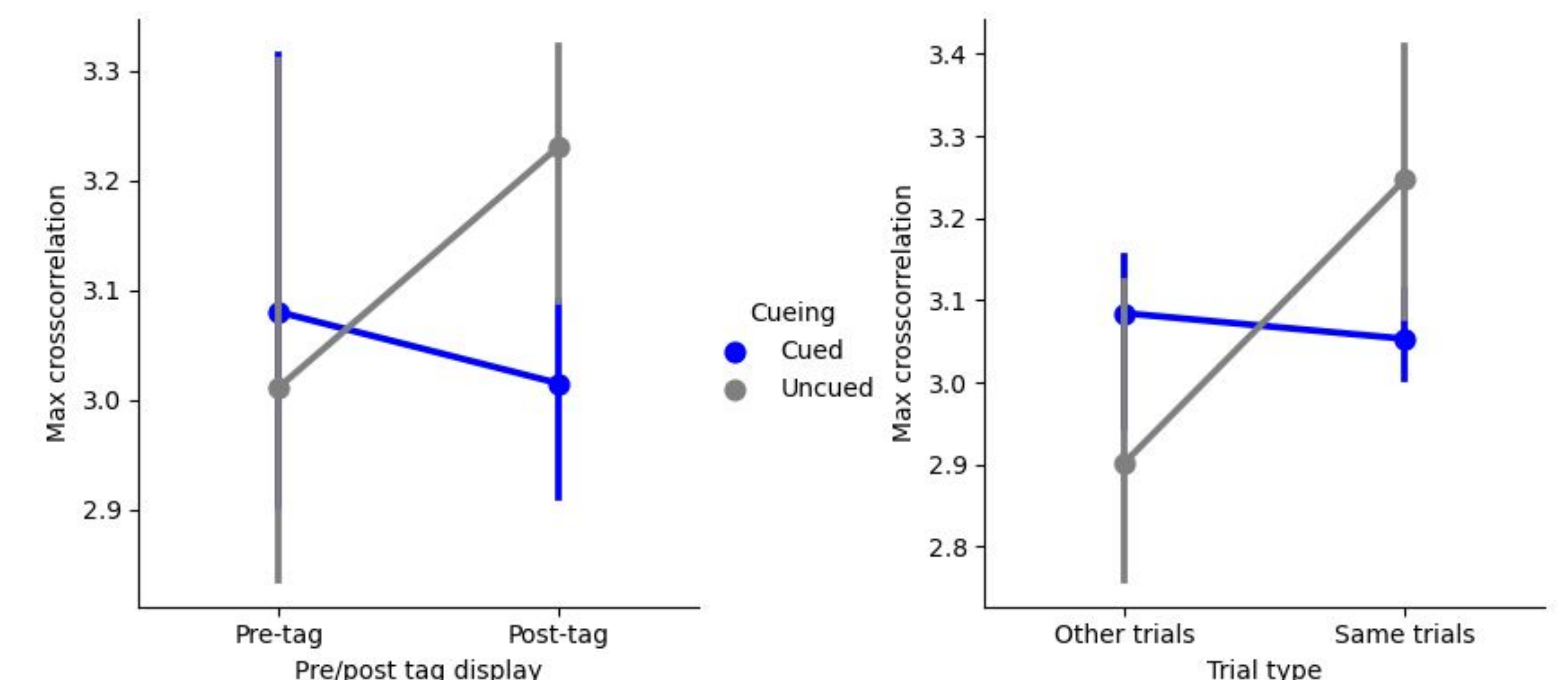 3.3
3.2
3.1
3.0
2.9
Max crosscorrelation
Pre-tag
Post-tag
Pre/post tag display
Cueing
Cued
Uncued
3.4
3.3
3.2
3.1
3.0
2.9
2.8
Max crosscorrelation
Other trials
Same trials
Trial type